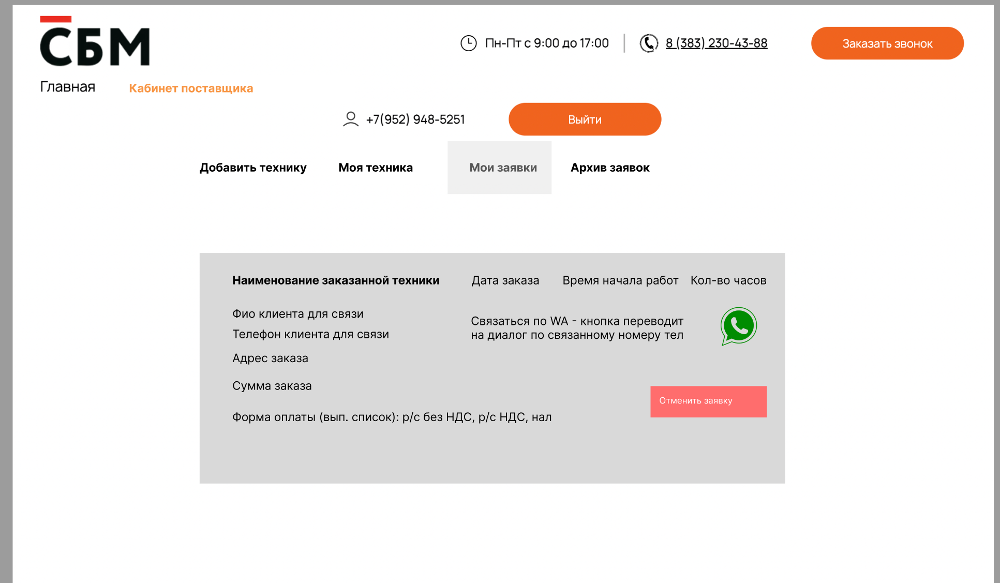 СБМ
Пн-Пт с 9:00 до 17:00
8 (383) 230-43-88
Заказать звонок
Главная
Кабинет поставщика
+7(952) 948-5251
Выйти
Добавить технику
Моя техника
Мои заявки
Архив заявок
Наименование заказанной техники
Дата заказа
Время начала работ
Кол-во часов
Фио клиента для связи
Телефон клиента для связи
Связаться по WA - кнопка переводит
на диалог по связанному номеру тел
Адрес заказа
Сумма заказа
Отменить заявку
Форма оплаты (вып. список): р/с без НДС, р/с НДС, нал